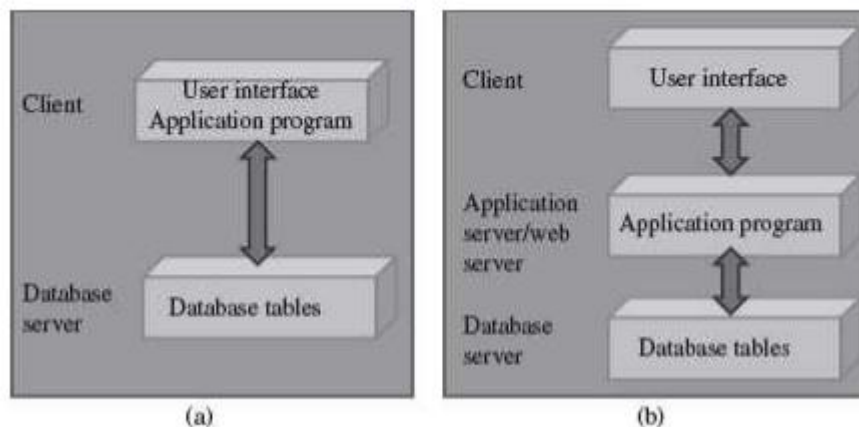 Client
User interface
Application program
Database
server
Database tables
(a)
Client
User interface
Application
server/web
server
Application program
Database
server
Database tables
(b)